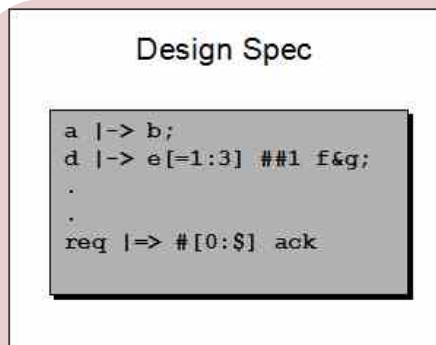 Design Spec
a |-> b;
d |-> e[=1:3] ##1 f&g;
.
.
req |=> #[0:$] ack